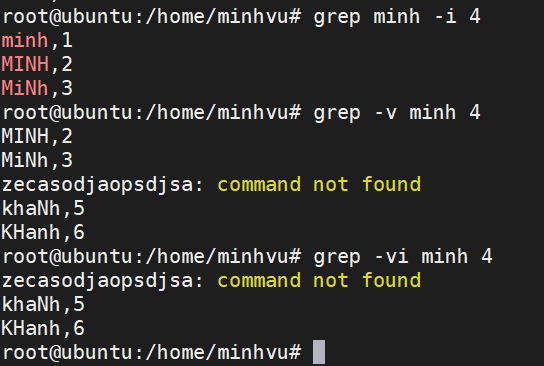 root@ubuntu:/home/minhvu# grep minh -i 4
minh,1
MINH,2
MiNh,3
root@ubuntu:/home/minhvu# grep -v minh 4
MINH,2
MiNh,3
zecasodjaopsdjsa: command not found
khaNh,5
KHanh,6
root@ubuntu:/home/minhvu# grep -vi minh 4
zecasodjaopsdjsa: command not found
khaNh,5
KHanh,6
root@ubuntu:/home/minhvu#